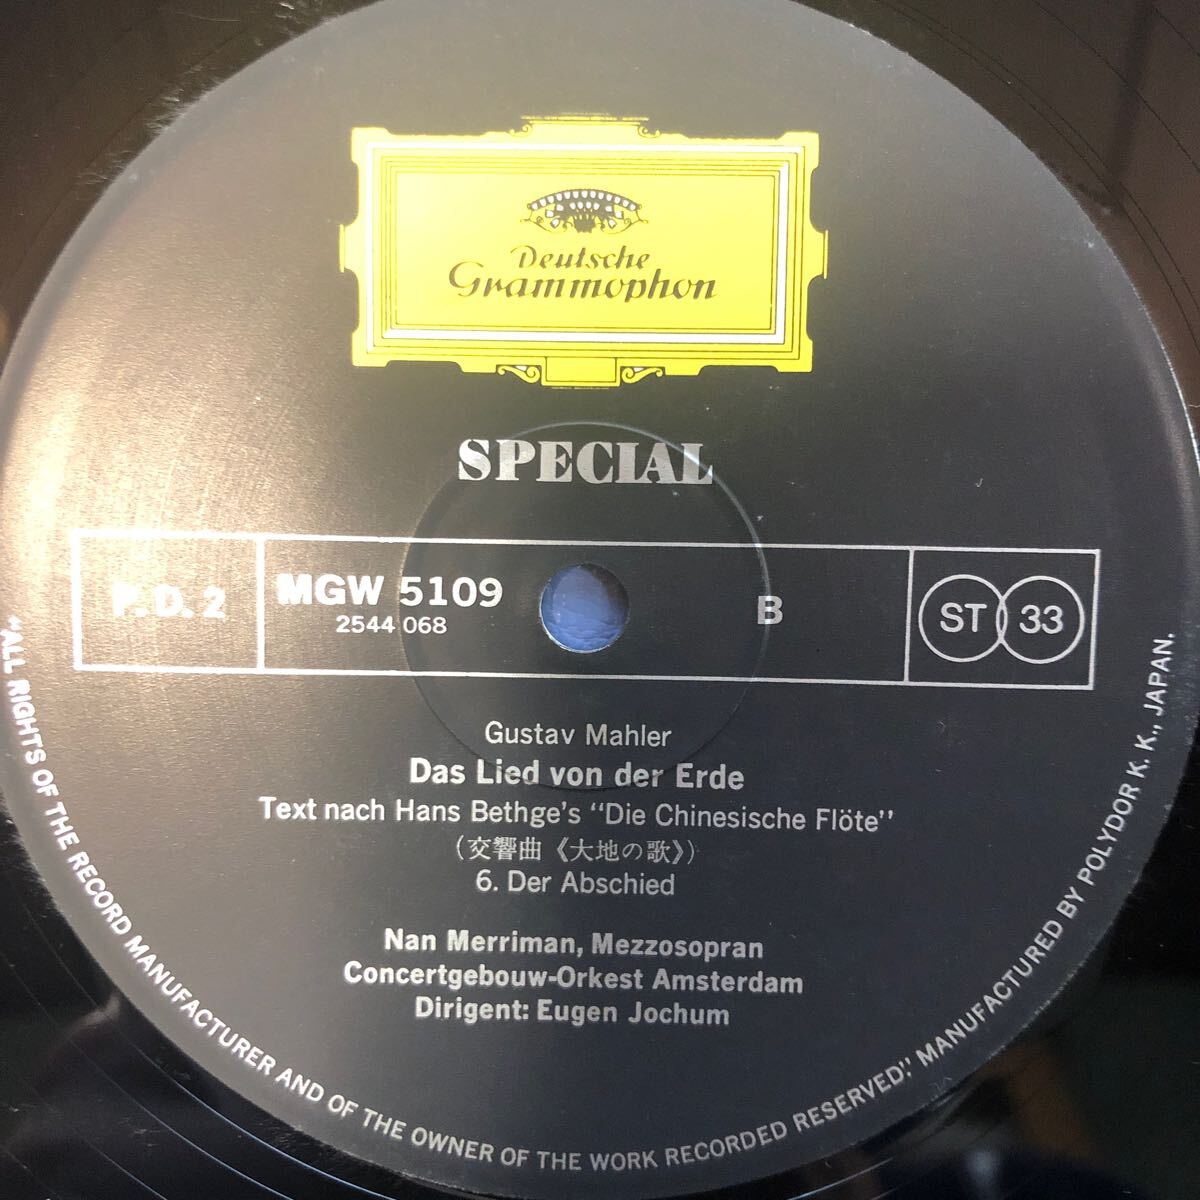 Deutsche
Grammophon
SPECIAL
P.D.2
MGW 5109
2544 068
B
ST 33
Gustav Mahler
Das Lied von der Erde
Text nach Hans Bethge's "Die Chinesische Flöte"
(交響曲《大地の歌》)
6. Der Abschied
Nan Merriman, Mezzosopran
Concertgebouw-Orkest Amsterdam
Dirigent: Eugen Jochum
"ALL RIGHTS OF THE RECORD MANUFACTURER AND OF THE OWNER OF THE WORK RECORDED RESERVED". MANUFACTURED BY POLYDOR K. K., JAPAN.